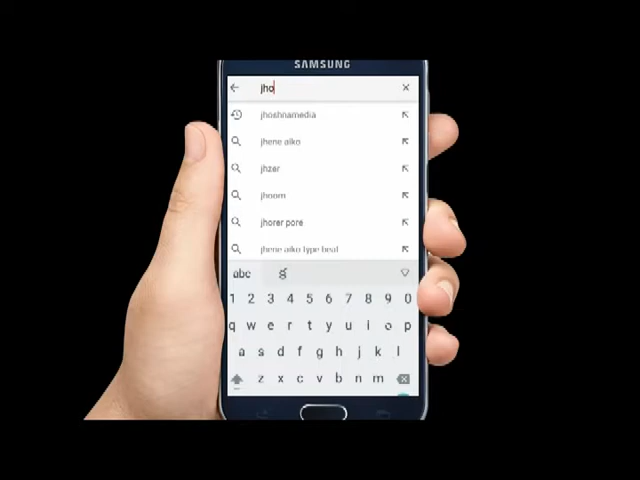 SAMSUNG
jho
jhoshnamedia
jhene aiko
jhzer
jhoom
jhorer pore
jhene aiko type beat
abc
1 2 3 4 5 6 7 8 9 0
q w e r t y u i o p
a s d f g h j k l
z x c v b n m